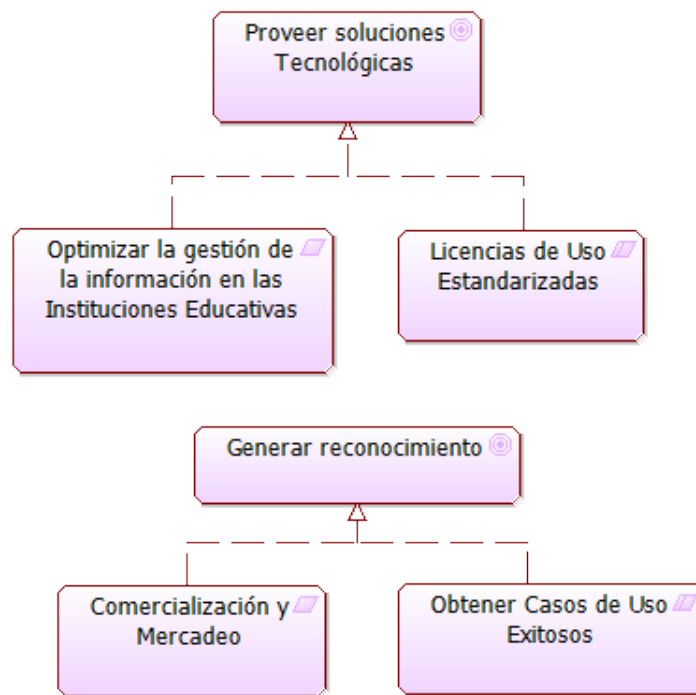 Proveer soluciones
Tecnológicas
Optimizar la gestión de
la información en las
Instituciones Educativas
Licencias de Uso
Estandarizadas
Generar reconocimiento
Comercialización y
Mercadeo
Obtener Casos de Uso
Exitosos